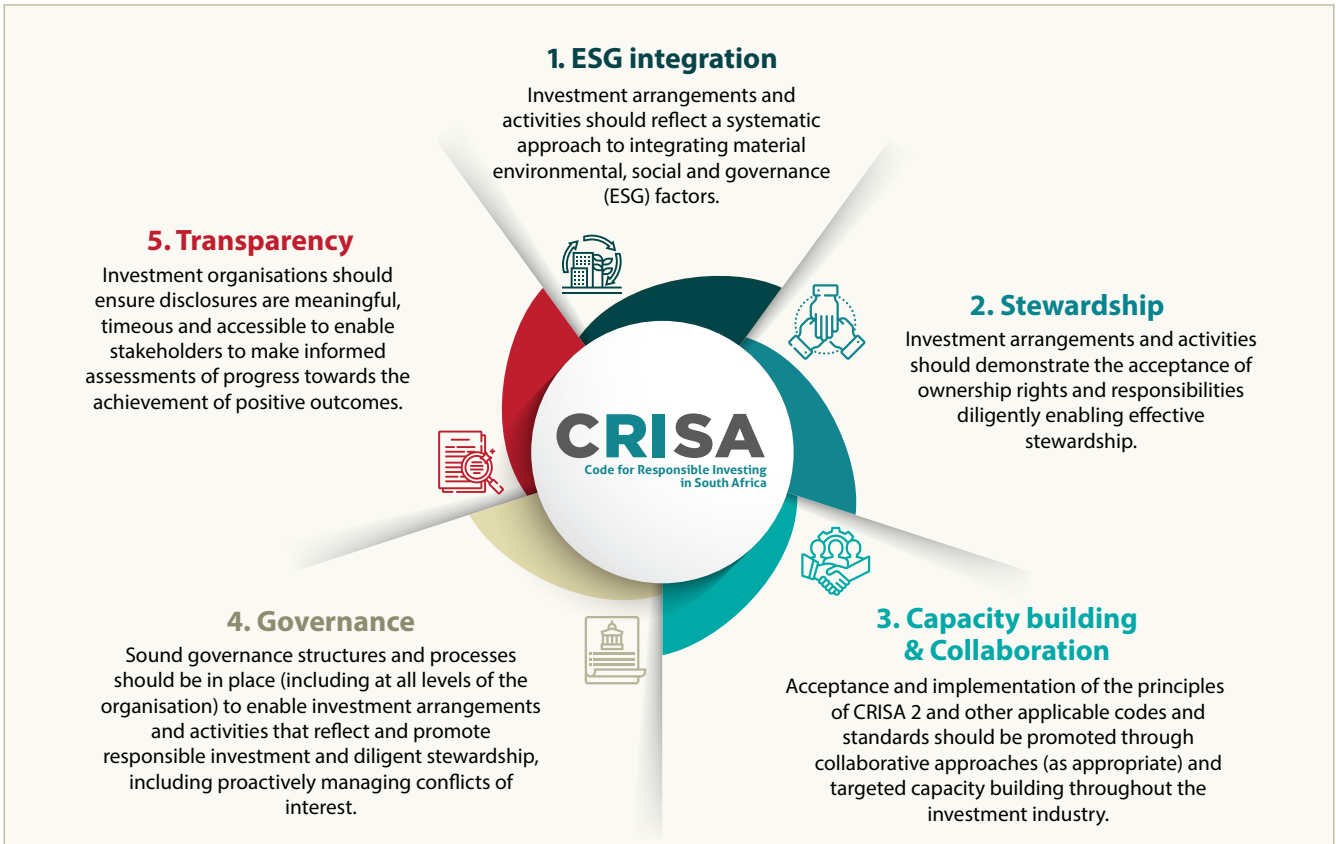 1. ESG integration
Investment arrangements and
activities should reflect a systematic
approach to integrating material
environmental, social and governance
(ESG) factors.
2. Stewardship
Investment arrangements and activities
should demonstrate the acceptance of
ownership rights and responsibilities
diligently enabling effective
stewardship.
3. Capacity building
& Collaboration
Acceptance and implementation of the principles
of CRISA 2 and other applicable codes and
standards should be promoted through
collaborative approaches (as appropriate) and
targeted capacity building throughout the
investment industry.
4. Governance
Sound governance structures and processes
should be in place (including at all levels of the
organisation) to enable investment arrangements
and activities that reflect and promote
responsible investment and diligent stewardship,
including proactively managing conflicts of
interest.
5. Transparency
Investment organisations should
ensure disclosures are meaningful,
timeous and accessible to enable
stakeholders to make informed
assessments of progress towards the
achievement of positive outcomes.
CRISA
Code for Responsible Investing
in South Africa